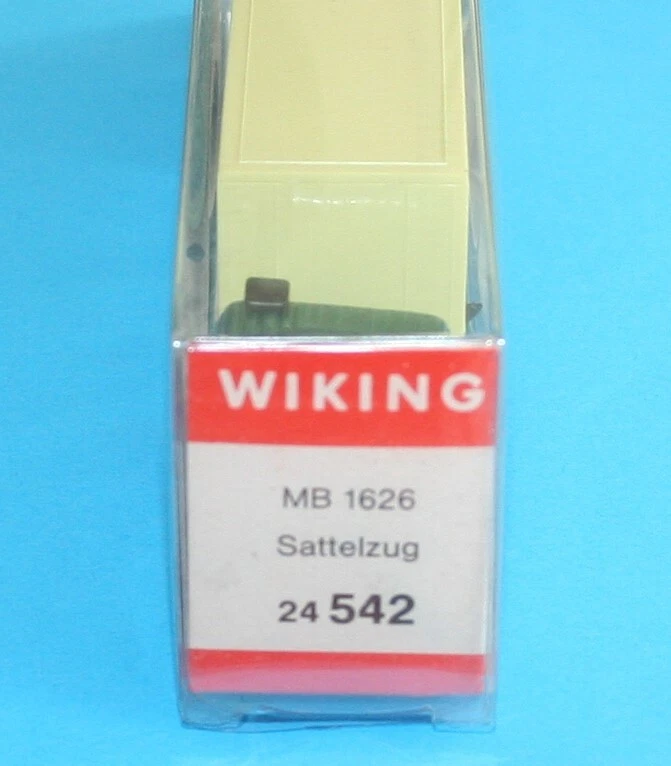 WIKING
MB 1626
Sattelzug
24 542